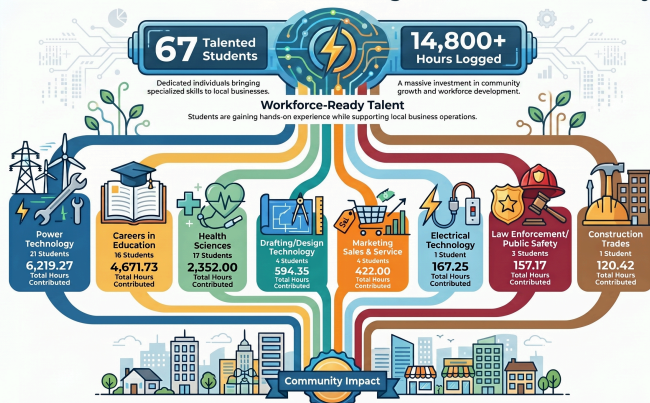 67 Talented
Students
14,800+
Hours Logged
Dedicated individuals bringing
specialized skills to local businesses.
A massive investment in community
growth and workforce development.
Workforce-Ready Talent
Students are gaining hands-on experience while supporting local business operations.
Power
Technology
21 Students
6,219.27
Total Hours
Contributed
Careers in
Education
16 Students
4,671.73
Total Hours
Contributed
Health
Sciences
17 Students
2,352.00
Total Hours
Contributed
Drafting/Design
Technology
4 Students
594.35
Total Hours
Contributed
Sale
Marketing
Sales & Service
4 Students
422.00
Total Hours
Contributed
Electrical
Technology
1 Student
167.25
Total Hours
Contributed
Law Enforcement/
Public Safety
3 Students
157.17
Total Hours
Contributed
Construction
Trades
1 Student
120.42
Total Hours
Contributed
Community Impact